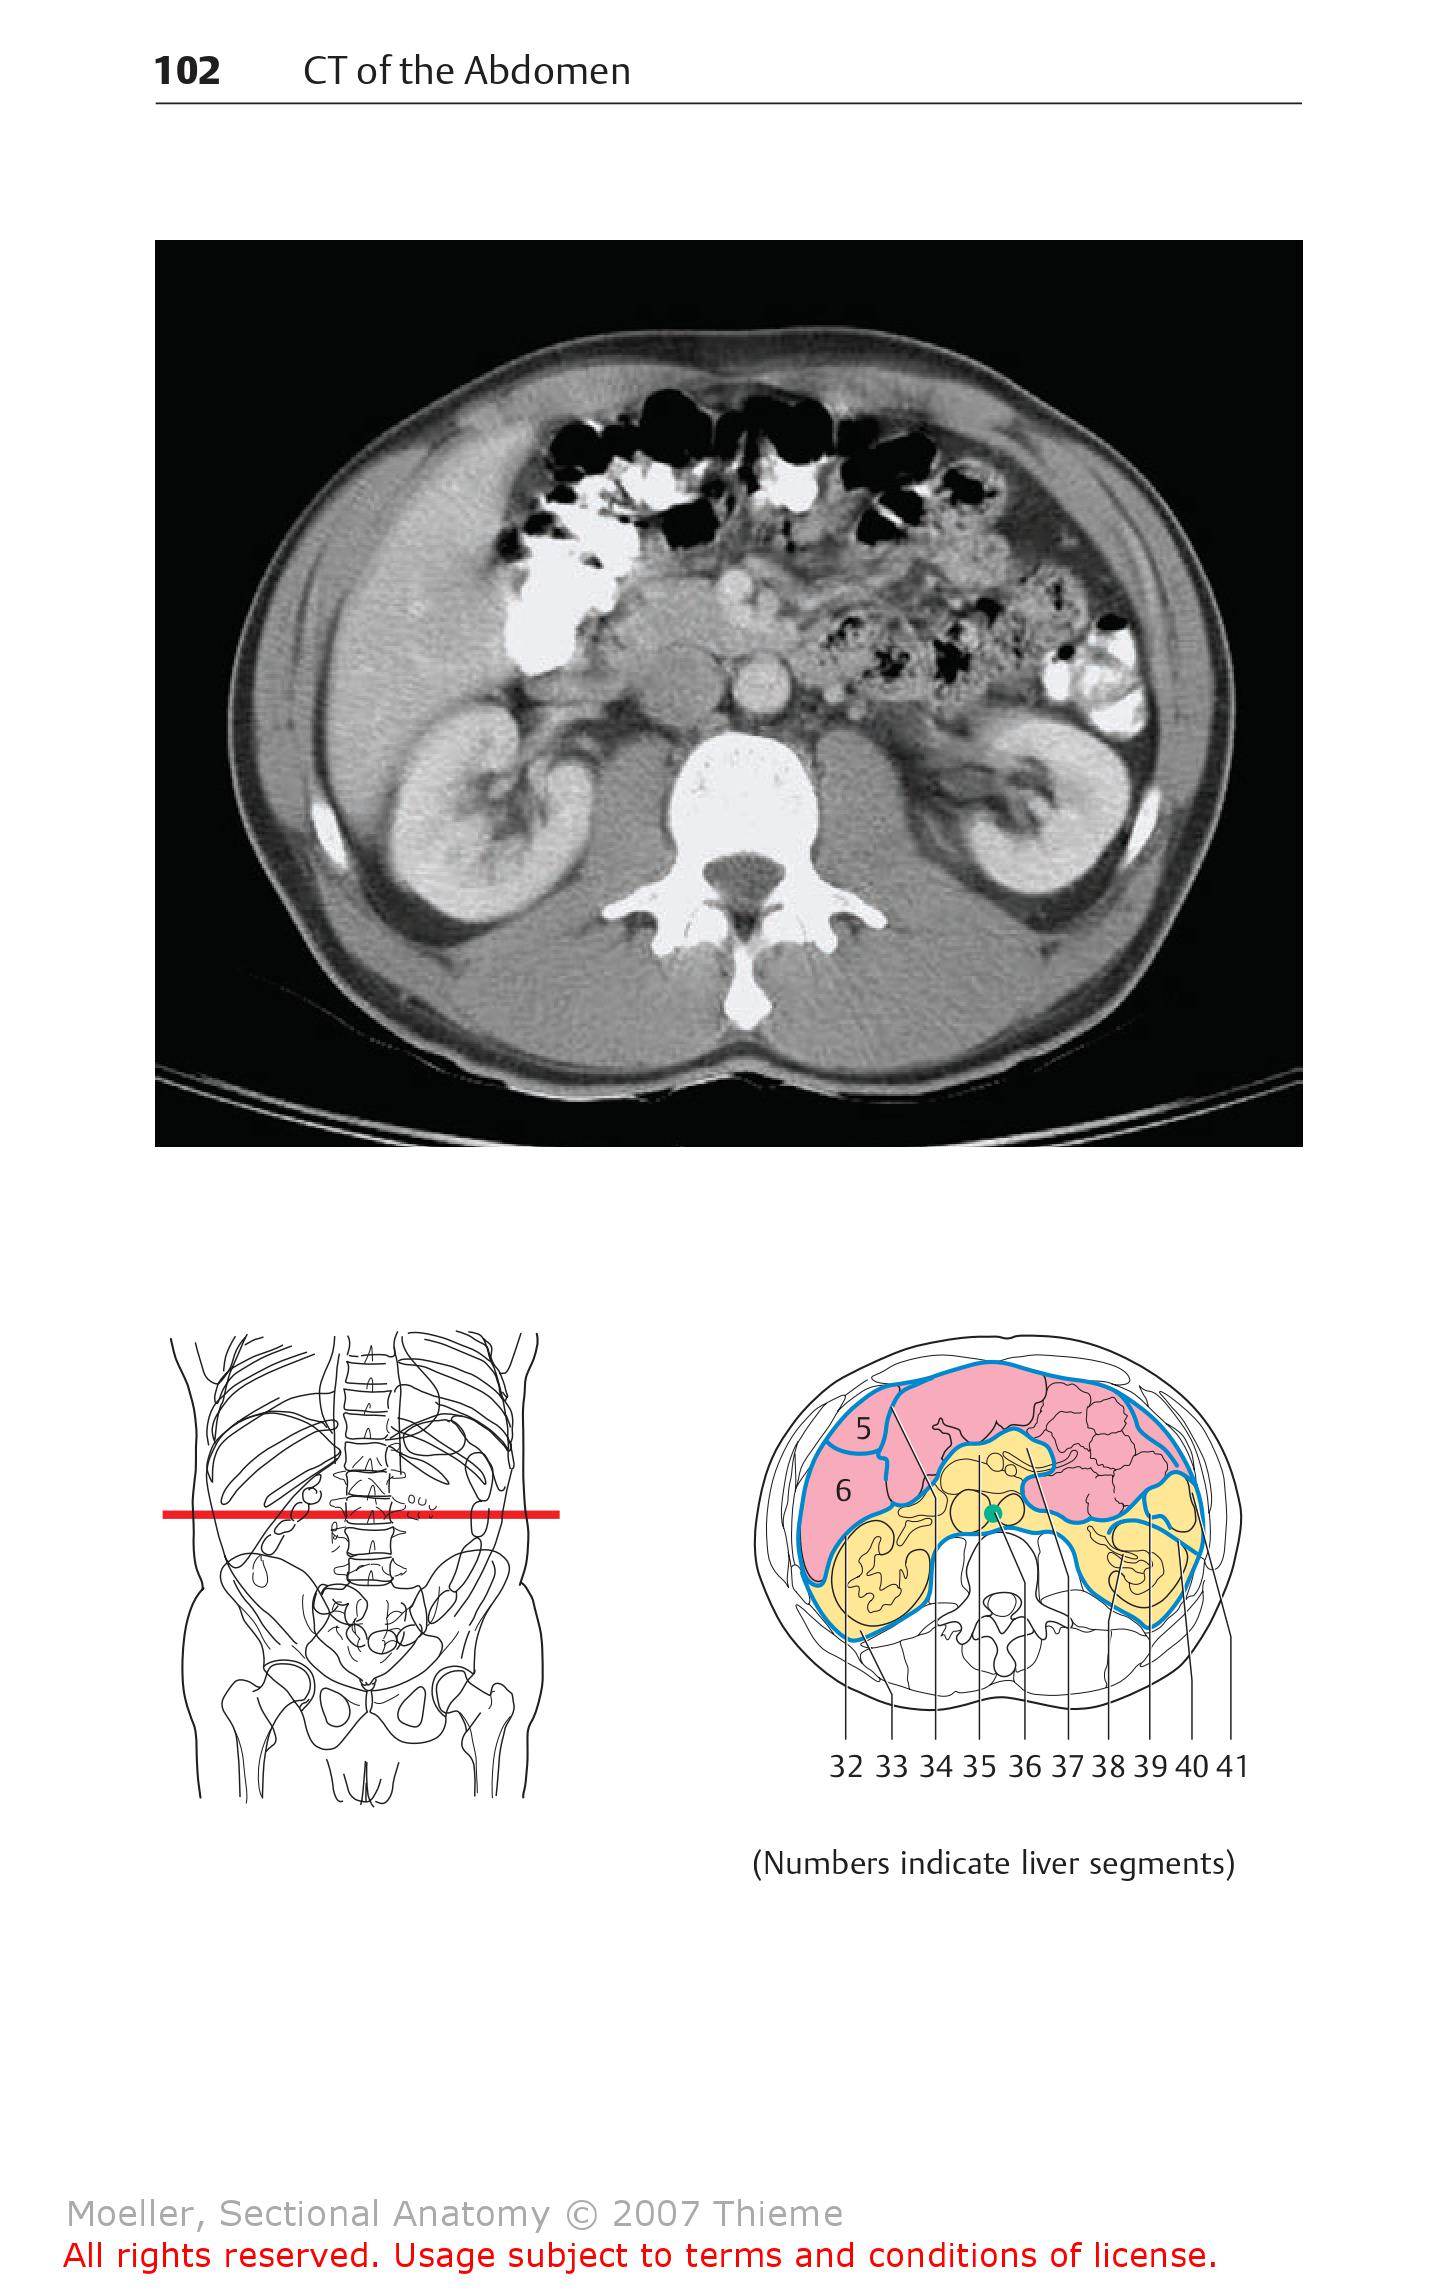 102 CT of the Abdomen
5
6
32 33 34 35 36 37 38 39 40 41
(Numbers indicate liver segments)
Moeller, Sectional Anatomy © 2007 Thieme
All rights reserved. Usage subject to terms and conditions of license.